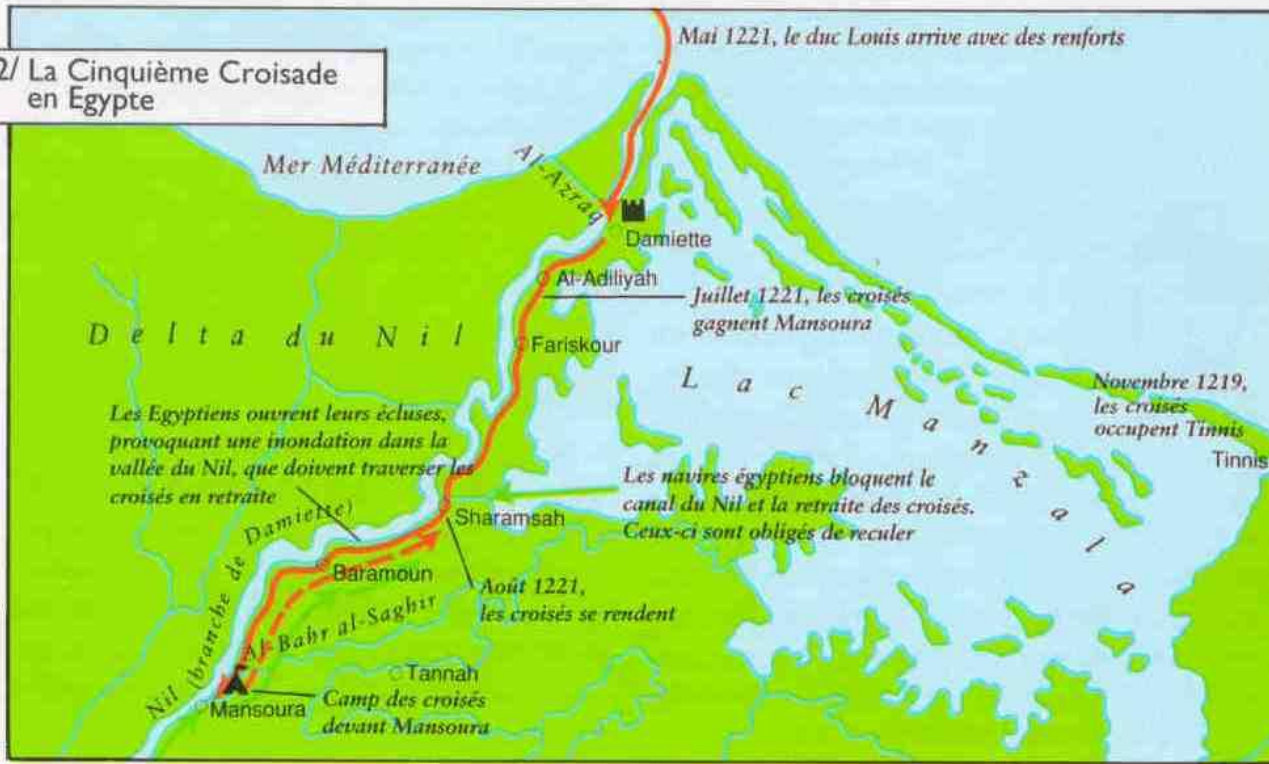 2/ La Cinquième Croisade
en Egypte
Mai 1221, le duc Louis arrive avec des renforts
Mer Méditerranée
Al-Azraq
Damiette
Al-Adiliyah
Juillet 1221, les croisés
gagnent Mansoura
Delta du Nil
Fariskour
Lac Manzala
Novembre 1219,
les croisés
occupent Tinnis
Tinnis
Les Egyptiens ouvrent leurs écluses,
provoquant une inondation dans la
vallée du Nil, que doivent traverser les
croisés en retraite
Les navires égyptiens bloquent le
canal du Nil et la retraite des croisés.
Ceux-ci sont obligés de reculer
Sharamsah
Nil (branche de Damiette)
Baramoun
Août 1221,
les croisés se rendent
Al-Bahr al-Saghir
Tannah
Mansoura
Camp des croisés
devant Mansoura